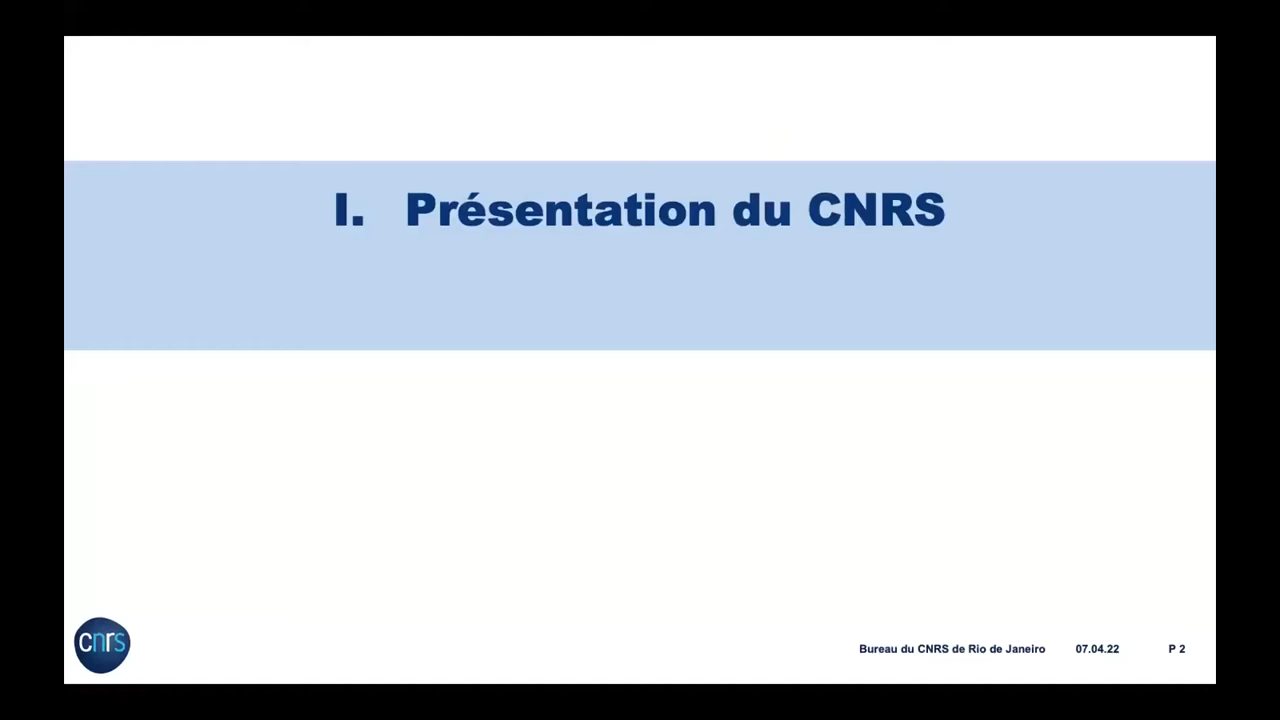 I. Présentation du CNRS
cnrs
Bureau du CNRS de Rio de Janeiro 07.04.22 P 2